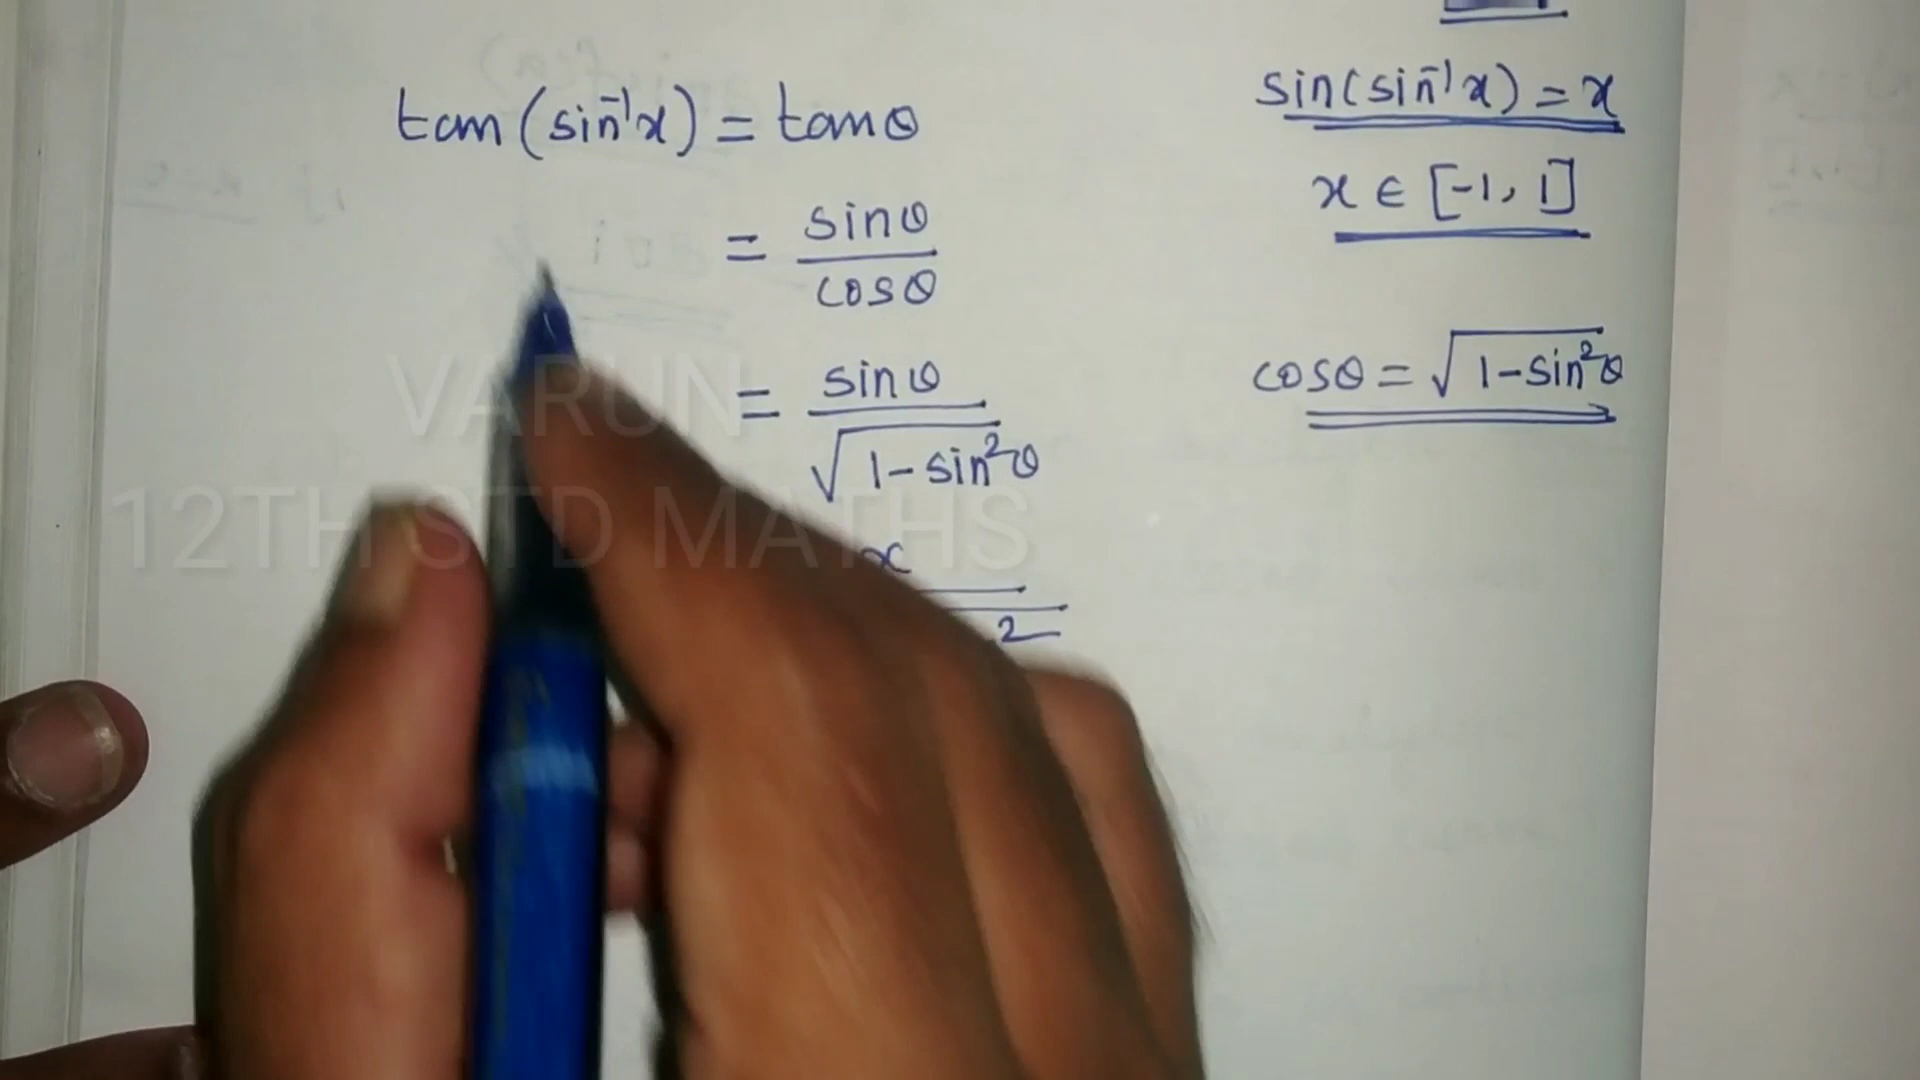 tan(sin⁻¹x) = tanθ
= sinθ / cosθ
= sinθ / √1-sin²θ
x
2
sin(sin⁻¹x) = x
x ∈ [-1, 1]
cosθ = √1-sin²θ
VARUN
12TH STD MATHS